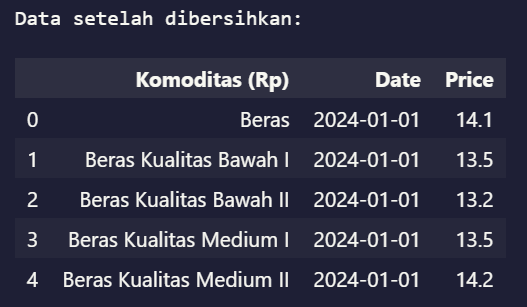 Data setelah dibersihkan:
Komoditas (Rp) Date Price
0 Beras 2024-01-01 14.1
1 Beras Kualitas Bawah I 2024-01-01 13.5
2 Beras Kualitas Bawah II 2024-01-01 13.2
3 Beras Kualitas Medium I 2024-01-01 13.5
4 Beras Kualitas Medium II 2024-01-01 14.2